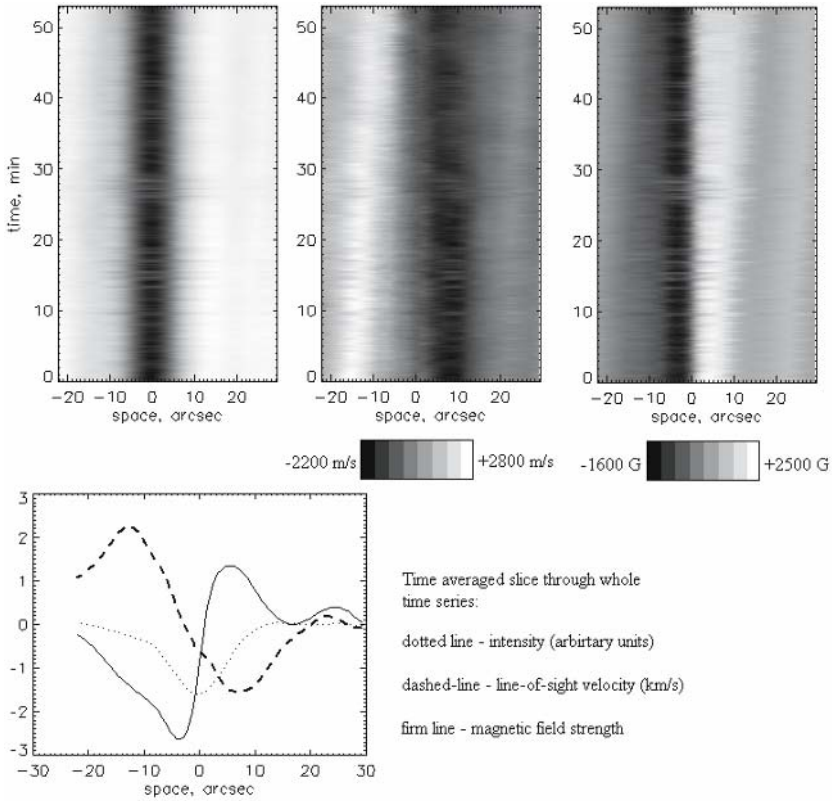 50
40
30
20
10
0
time, min
-20 -10 0 10 20
space, arcsec
50
40
30
20
10
0
-20 -10 0 10 20
space, arcsec
50
40
30
20
10
0
-20 -10 0 10 20
space, arcsec
-2200 m/s +2800 m/s
-1600 G +2500 G
3
2
1
0
-1
-2
-3
-30 -20 -10 0 10 20 30
space, arcsec
Time averaged slice through whole
time series:
dotted line - intensity (arbirtary units)
dashed-line - line-of-sight velocity (km/s)
firm line - magnetic field strength